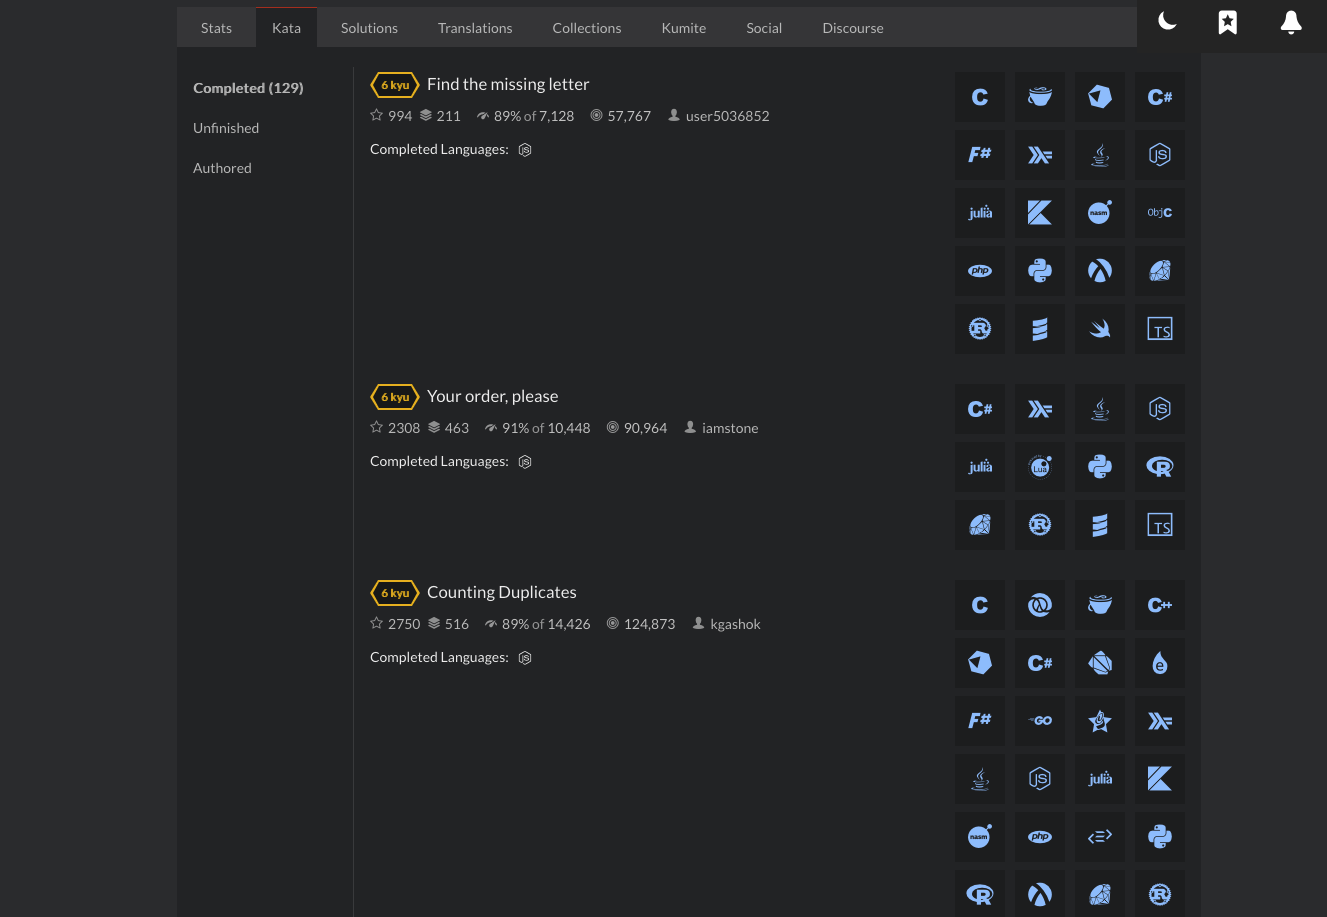 Stats Kata Solutions Translations Collections Kumite Social Discourse
Completed (129)
Unfinished
Authored
6 kyu Find the missing letter
994 211 89% of 7,128 57,767 user5036852
Completed Languages: JS
C C#
F# JS
julia nasm ObjC
php
R TS
6 kyu Your order, please
2308 463 91% of 10,448 90,964 iamstone
Completed Languages: JS
C# JS
julia Lua R
R TS
6 kyu Counting Duplicates
2750 516 89% of 14,426 124,873 kgashok
Completed Languages: JS
C C++
C# e
F# GO
JS julia
nasm php
R R